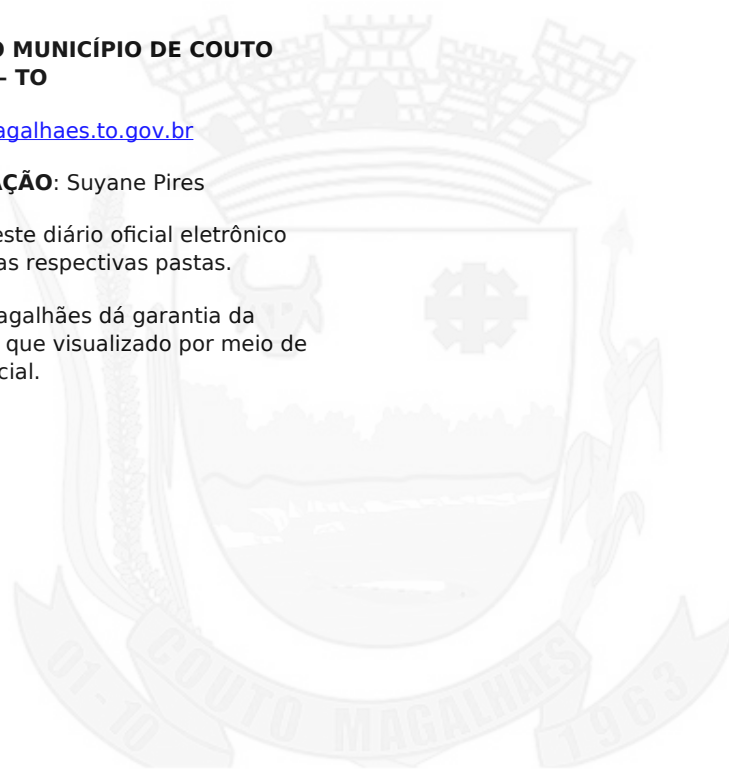 O MUNICÍPIO DE COUTO
– TO
agalhaes.to.gov.br
AÇÃO: Suyane Pires
este diário oficial eletrônico
as respectivas pastas.
agalhães dá garantia da
que visualizado por meio de
cial.
01-10
COUTO MAGALHÃES
1963